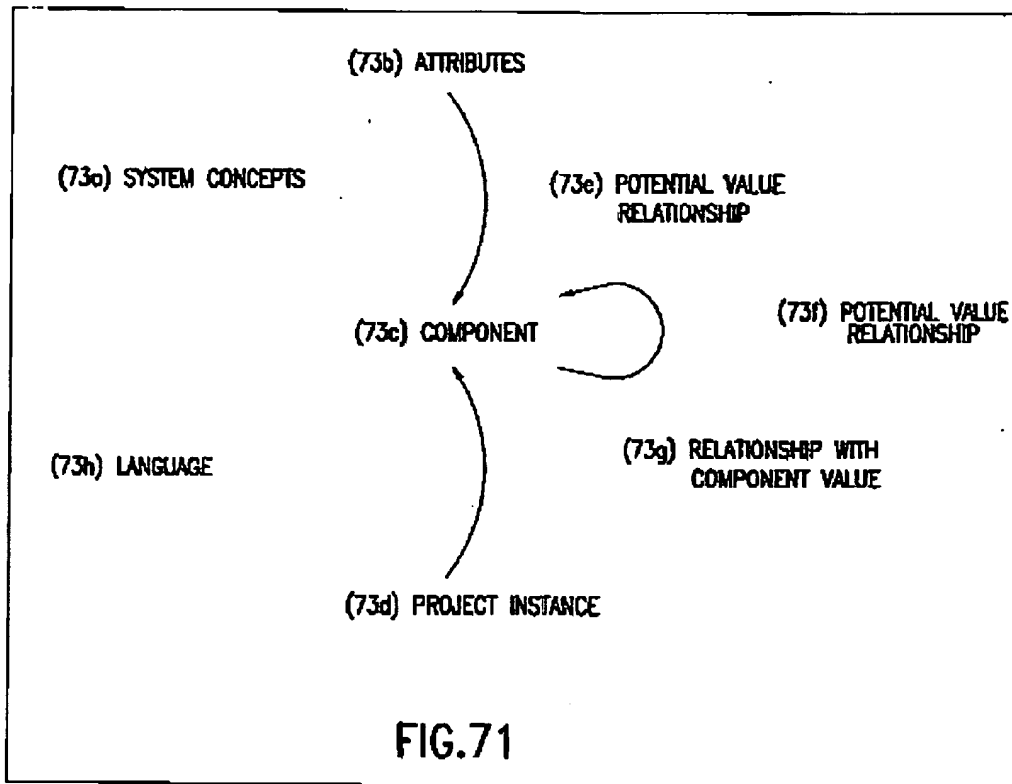 (73b) ATTRIBUTES
(73a) SYSTEM CONCEPTS
(73e) POTENTIAL VALUE
RELATIONSHIP
(73c) COMPONENT
(73f) POTENTIAL VALUE
RELATIONSHIP
(73h) LANGUAGE
(73g) RELATIONSHIP WITH
COMPONENT VALUE
(73d) PROJECT INSTANCE
FIG.71